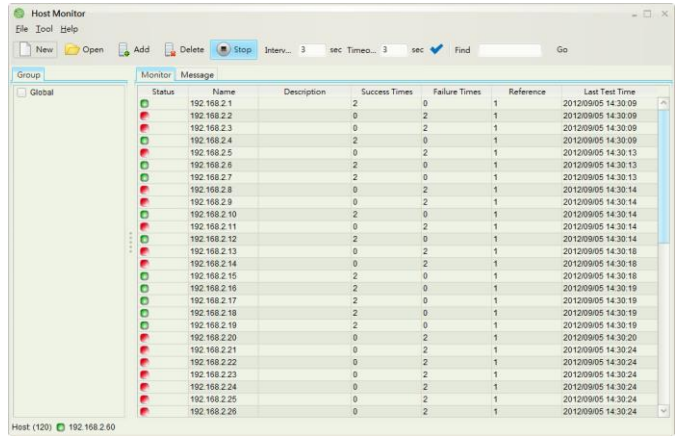 Host Monitor
File Tool Help
New Open Add Delete Stop Interv... 3 sec Timeo... 3 sec Find Go
Group Monitor Message
Global
Status Name Description Success Times Failure Times Reference Last Test Time
192.168.2.1 2 0 1 2012/09/05 14:30:09
192.168.2.2 0 2 1 2012/09/05 14:30:09
192.168.2.3 0 2 1 2012/09/05 14:30:09
192.168.2.4 2 0 1 2012/09/05 14:30:09
192.168.2.5 0 2 1 2012/09/05 14:30:13
192.168.2.6 2 0 1 2012/09/05 14:30:13
192.168.2.7 2 0 1 2012/09/05 14:30:13
192.168.2.8 0 2 1 2012/09/05 14:30:14
192.168.2.9 0 2 1 2012/09/05 14:30:14
192.168.2.10 2 0 1 2012/09/05 14:30:14
192.168.2.11 0 2 1 2012/09/05 14:30:14
192.168.2.12 2 0 1 2012/09/05 14:30:14
192.168.2.13 0 2 1 2012/09/05 14:30:18
192.168.2.14 0 2 1 2012/09/05 14:30:18
192.168.2.15 2 0 1 2012/09/05 14:30:18
192.168.2.16 2 0 1 2012/09/05 14:30:19
192.168.2.17 2 0 1 2012/09/05 14:30:19
192.168.2.18 2 0 1 2012/09/05 14:30:19
192.168.2.19 2 0 1 2012/09/05 14:30:19
192.168.2.20 0 2 1 2012/09/05 14:30:20
192.168.2.21 0 2 1 2012/09/05 14:30:24
192.168.2.22 0 2 1 2012/09/05 14:30:24
192.168.2.23 0 2 1 2012/09/05 14:30:24
192.168.2.24 0 2 1 2012/09/05 14:30:24
192.168.2.25 0 2 1 2012/09/05 14:30:24
192.168.2.26 0 2 1 2012/09/05 14:30:24
Host: (120) 192.168.2.60